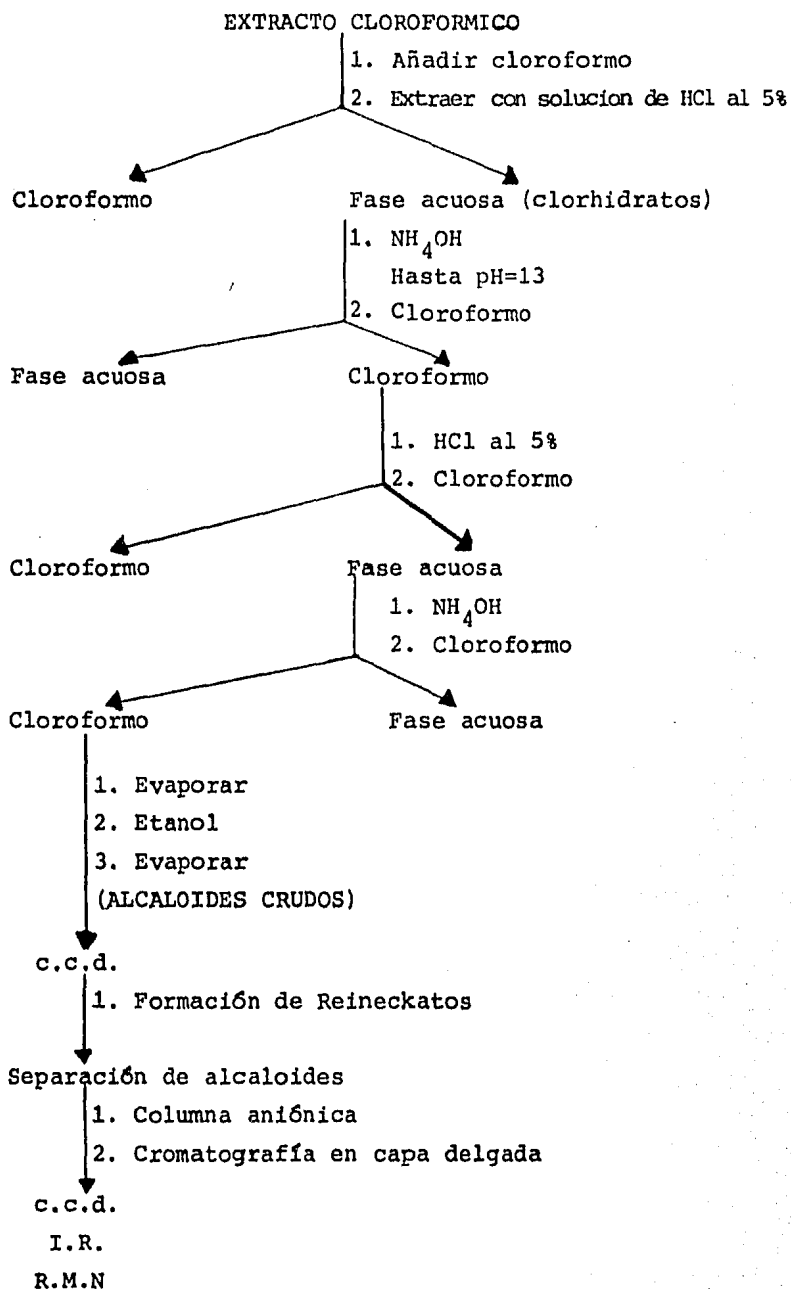 EXTRACTO CLOROFORMICO
1. Añadir cloroformo
2. Extraer con solucion de HCl al 5%
Cloroformo
Fase acuosa (clorhidratos)
1. NH4OH
Hasta pH=13
2. Cloroformo
Fase acuosa
Cloroformo
1. HCl al 5%
2. Cloroformo
Cloroformo
Fase acuosa
1. NH4OH
2. Cloroformo
Cloroformo
Fase acuosa
1. Evaporar
2. Etanol
3. Evaporar
(ALCALOIDES CRUDOS)
c.c.d.
1. Formación de Reineckatos
Separación de alcaloides
1. Columna aniónica
2. Cromatografía en capa delgada
c.c.d.
I.R.
R.M.N